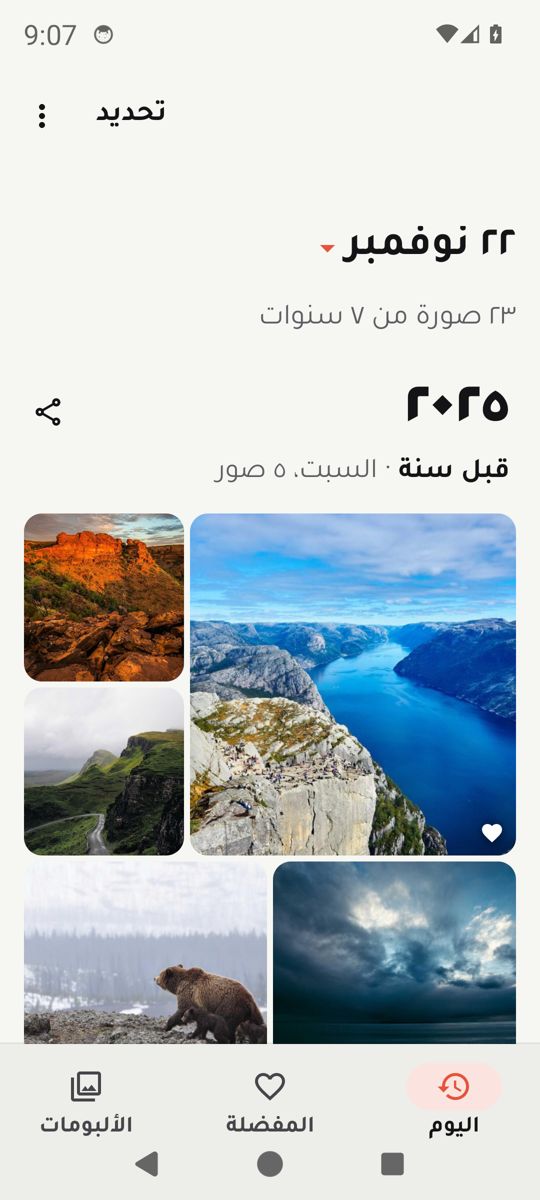 9:07
تحديد
٢٢ نوفمبر
٢٣ صورة من ٧ سنوات
٢٠٢٥
قبل سنة · السبت، ٥ صور
اليوم
المفضلة
الألبومات